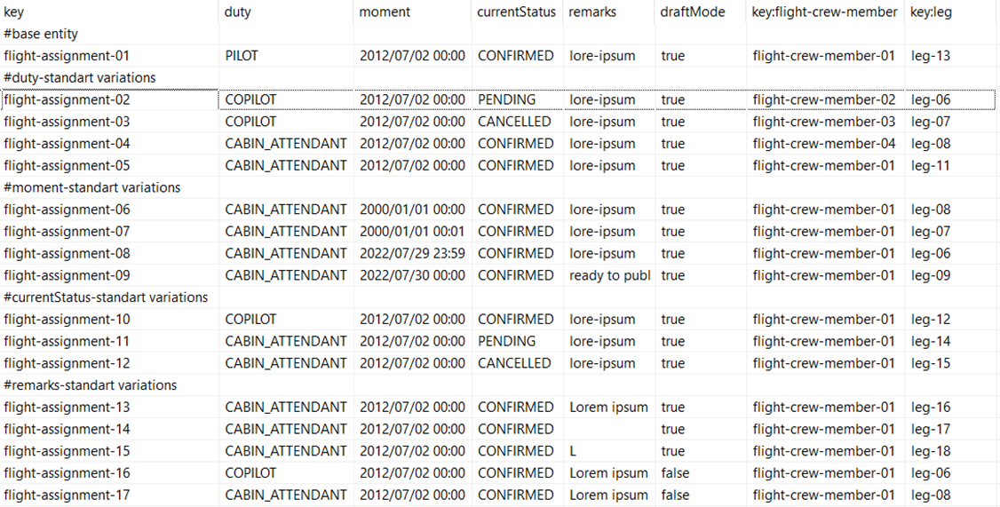 key duty moment currentStatus remarks draftMode key:flight-crew-member key:leg
#base entity
flight-assignment-01 PILOT 2012/07/02 00:00 CONFIRMED lore-ipsum true flight-crew-member-01 leg-13
#duty-standart variations
flight-assignment-02 COPILOT 2012/07/02 00:00 PENDING lore-ipsum true flight-crew-member-02 leg-06
flight-assignment-03 COPILOT 2012/07/02 00:00 CANCELLED lore-ipsum true flight-crew-member-03 leg-07
flight-assignment-04 CABIN_ATTENDANT 2012/07/02 00:00 CONFIRMED lore-ipsum true flight-crew-member-04 leg-08
flight-assignment-05 CABIN_ATTENDANT 2012/07/02 00:00 CONFIRMED lore-ipsum true flight-crew-member-01 leg-11
#moment-standart variations
flight-assignment-06 CABIN_ATTENDANT 2000/01/01 00:00 CONFIRMED lore-ipsum true flight-crew-member-01 leg-08
flight-assignment-07 CABIN_ATTENDANT 2000/01/01 00:01 CONFIRMED lore-ipsum true flight-crew-member-01 leg-07
flight-assignment-08 CABIN_ATTENDANT 2022/07/29 23:59 CONFIRMED lore-ipsum true flight-crew-member-01 leg-06
flight-assignment-09 CABIN_ATTENDANT 2022/07/30 00:00 CONFIRMED ready to publ true flight-crew-member-01 leg-09
#currentStatus-standart variations
flight-assignment-10 COPILOT 2012/07/02 00:00 CONFIRMED lore-ipsum true flight-crew-member-01 leg-12
flight-assignment-11 CABIN_ATTENDANT 2012/07/02 00:00 PENDING lore-ipsum true flight-crew-member-01 leg-14
flight-assignment-12 CABIN_ATTENDANT 2012/07/02 00:00 CANCELLED lore-ipsum true flight-crew-member-01 leg-15
#remarks-standart variations
flight-assignment-13 CABIN_ATTENDANT 2012/07/02 00:00 CONFIRMED Lorem ipsum true flight-crew-member-01 leg-16
flight-assignment-14 CABIN_ATTENDANT 2012/07/02 00:00 CONFIRMED true flight-crew-member-01 leg-17
flight-assignment-15 CABIN_ATTENDANT 2012/07/02 00:00 CONFIRMED L true flight-crew-member-01 leg-18
flight-assignment-16 COPILOT 2012/07/02 00:00 CONFIRMED Lorem ipsum false flight-crew-member-01 leg-06
flight-assignment-17 CABIN_ATTENDANT 2012/07/02 00:00 CONFIRMED Lorem ipsum false flight-crew-member-01 leg-08